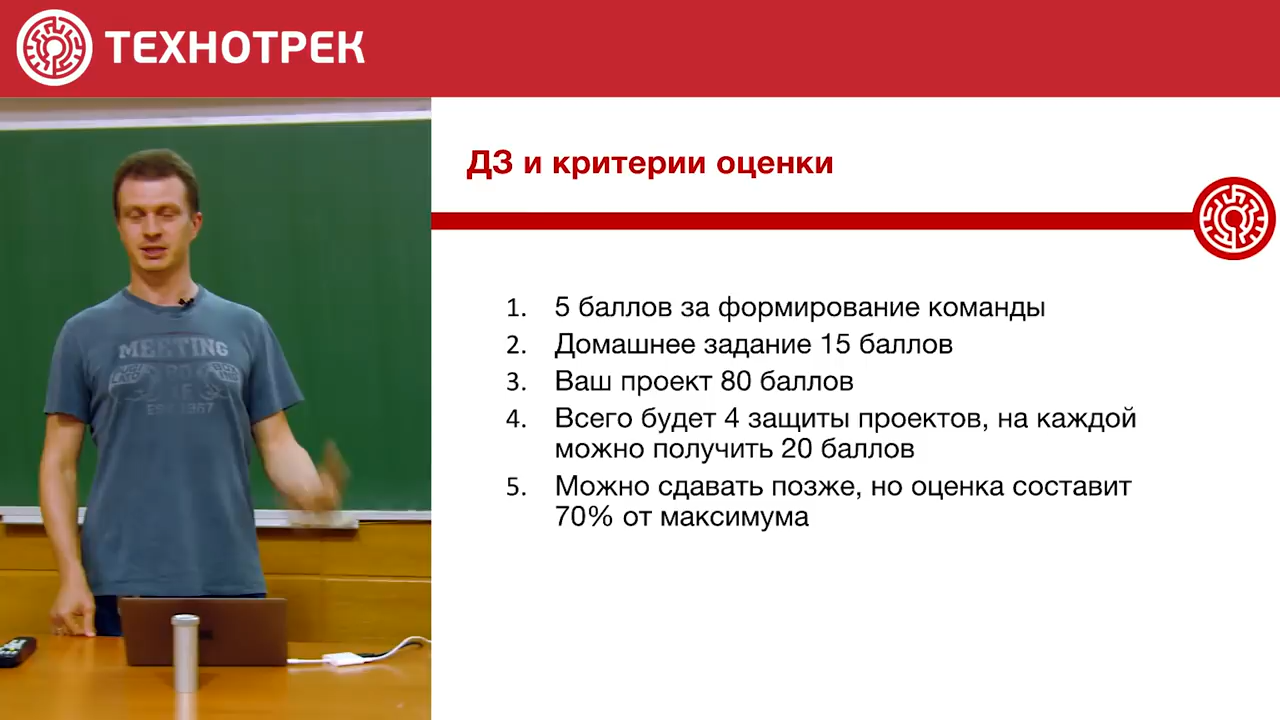 ТЕХНОТРЕК
ДЗ и критерии оценки
1. 5 баллов за формирование команды
2. Домашнее задание 15 баллов
3. Ваш проект 80 баллов
4. Всего будет 4 защиты проектов, на каждой
можно получить 20 баллов
5. Можно сдавать позже, но оценка составит
70% от максимума
MEETING